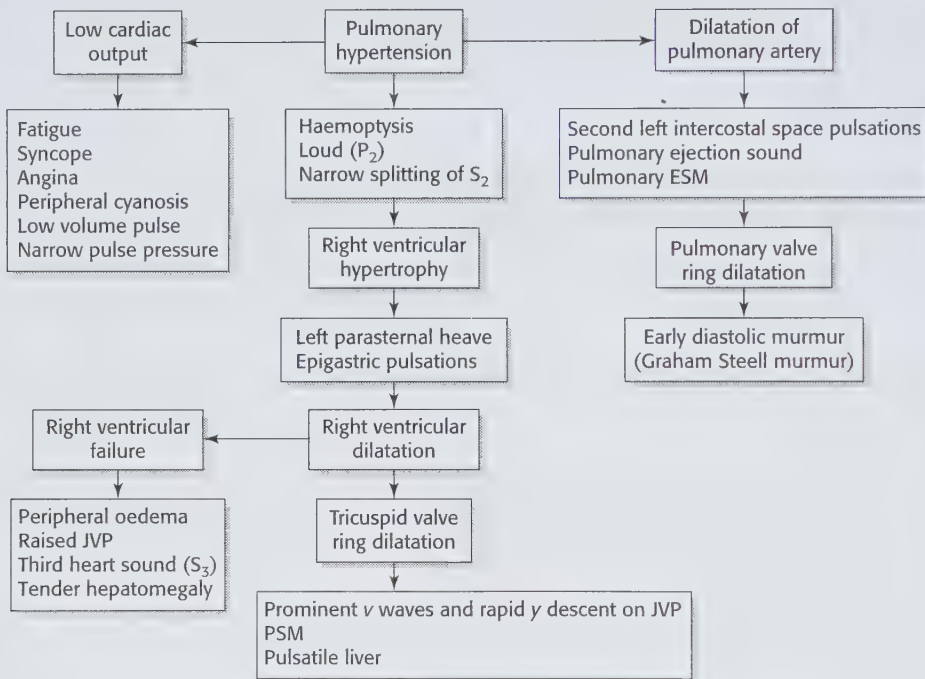 Low cardiac
output
Pulmonary
hypertension
Dilatation of
pulmonary artery
Fatigue
Syncope
Angina
Peripheral cyanosis
Low volume pulse
Narrow pulse pressure
Haemoptysis
Loud (P₂)
Narrow splitting of S₂
Second left intercostal space pulsations
Pulmonary ejection sound
Pulmonary ESM
Right ventricular
hypertrophy
Pulmonary valve
ring dilatation
Left parasternal heave
Epigastric pulsations
Early diastolic murmur
(Graham Steell murmur)
Right ventricular
failure
Right ventricular
dilatation
Peripheral oedema
Raised JVP
Third heart sound (S₃)
Tender hepatomegaly
Tricuspid valve
ring dilatation
Prominent v waves and rapid y descent on JVP
PSM
Pulsatile liver